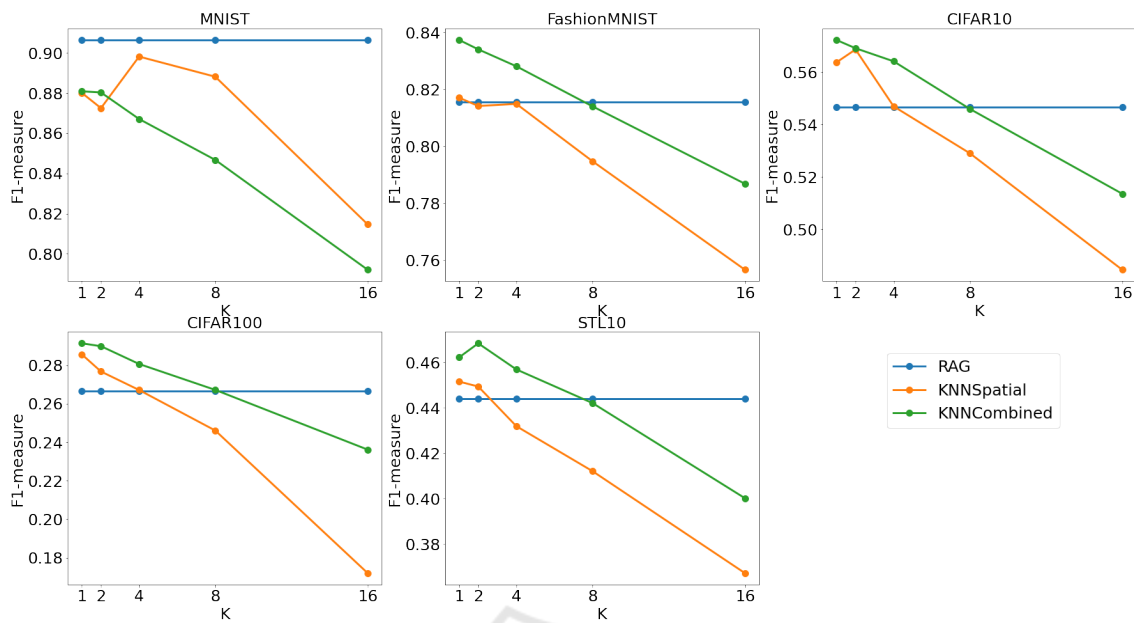 MNIST
F1-measure
0.90
0.88
0.86
0.84
0.82
0.80
1 2 4 8 16
K
FashionMNIST
F1-measure
0.84
0.82
0.80
0.78
0.76
1 2 4 8 16
K
CIFAR10
F1-measure
0.56
0.54
0.52
0.50
1 2 4 8 16
K
CIFAR100
F1-measure
0.28
0.26
0.24
0.22
0.20
0.18
1 2 4 8 16
K
STL10
F1-measure
0.46
0.44
0.42
0.40
0.38
1 2 4 8 16
K
RAG
KNNSpatial
KNNCombined